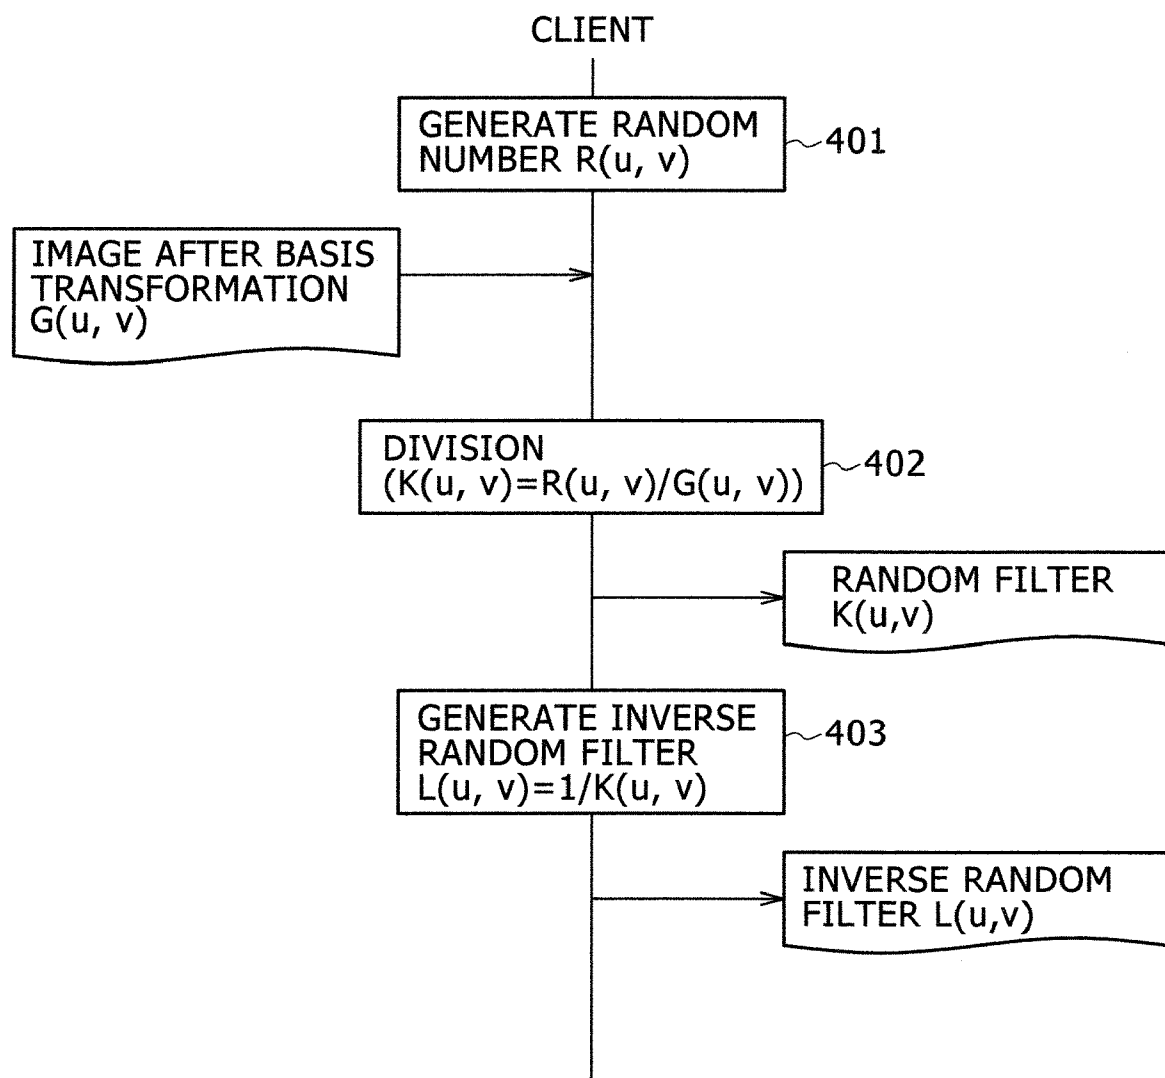 CLIENT
GENERATE RANDOM
NUMBER R(u, v)
401
IMAGE AFTER BASIS
TRANSFORMATION
G(u, v)
DIVISION
(K(u, v)=R(u, v)/G(u, v))
402
RANDOM FILTER
K(u,v)
GENERATE INVERSE
RANDOM FILTER
L(u, v)=1/K(u, v)
403
INVERSE RANDOM
FILTER L(u,v)